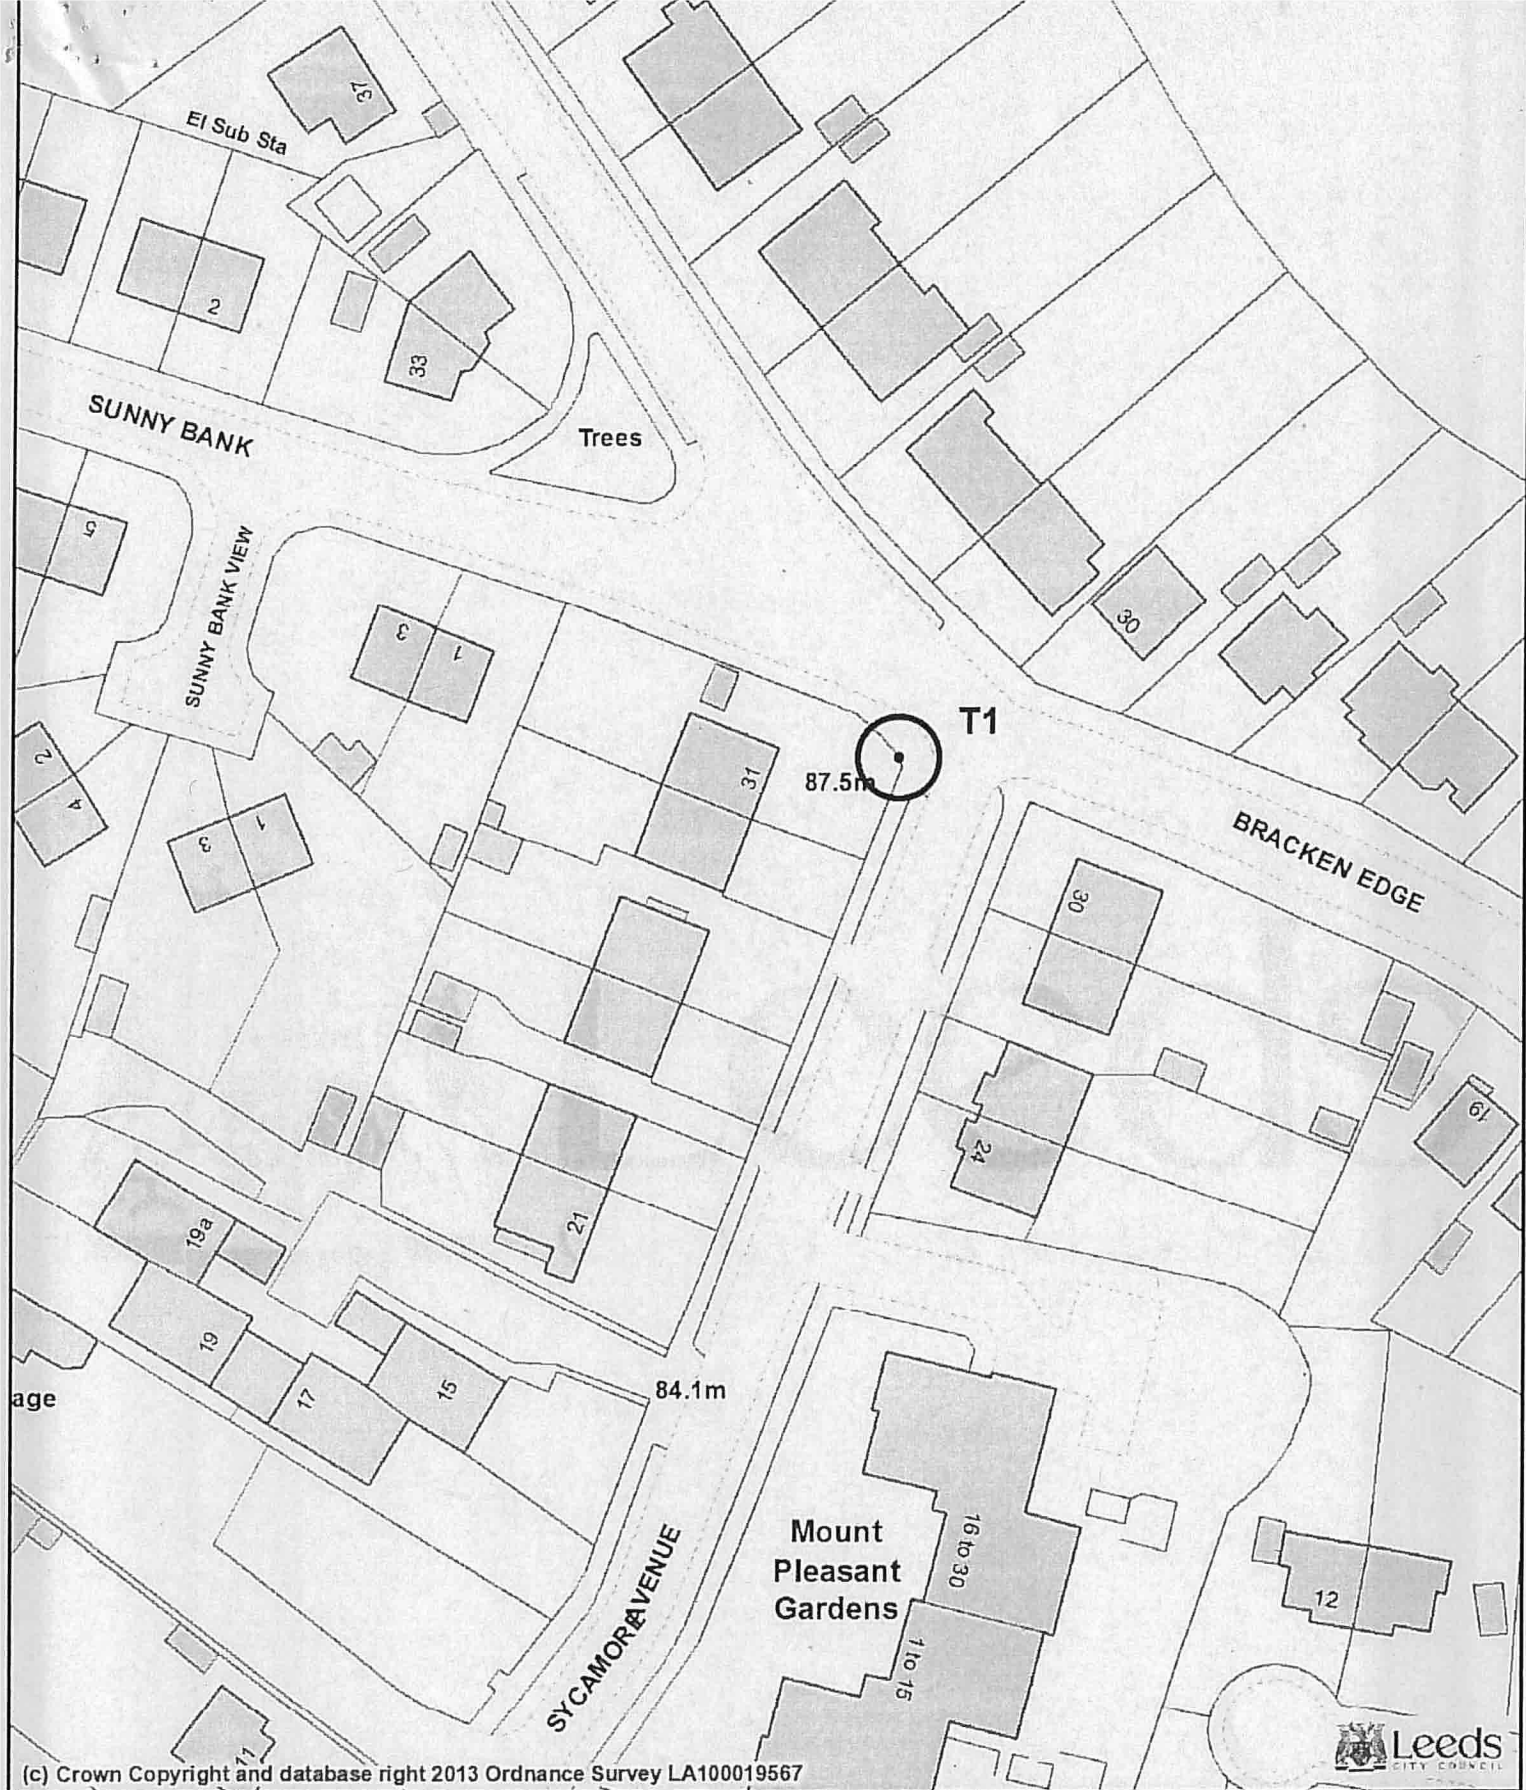 37
El Sub Sta
2
33
SUNNY BANK
Trees
5
SUNNY BANK VIEW
3
1
30
T1
31
87.5m
2
4
1
3
BRACKEN EDGE
30
19
24
21
19a
19
17
15
84.1m
age
Mount
Pleasant
Gardens
16 to 30
12
1 to 15
SYCAMORE AVENUE
11
Leeds
CITY COUNCIL
(c) Crown Copyright and database right 2013 Ordnance Survey LA100019567